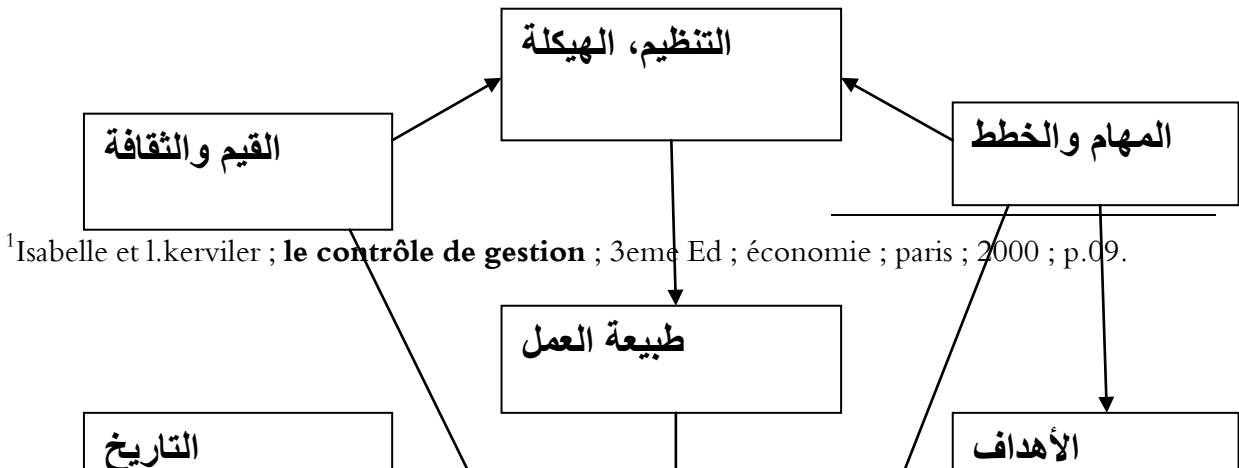 التنظيم، الهيكلة
المهام والخطط
القيم والثقافة
¹Isabelle et l.kerviler ; le contrôle de gestion ; 3eme Ed ; économie ; paris ; 2000 ; p.09.
طبيعة العمل
الأهداف
التاريخ